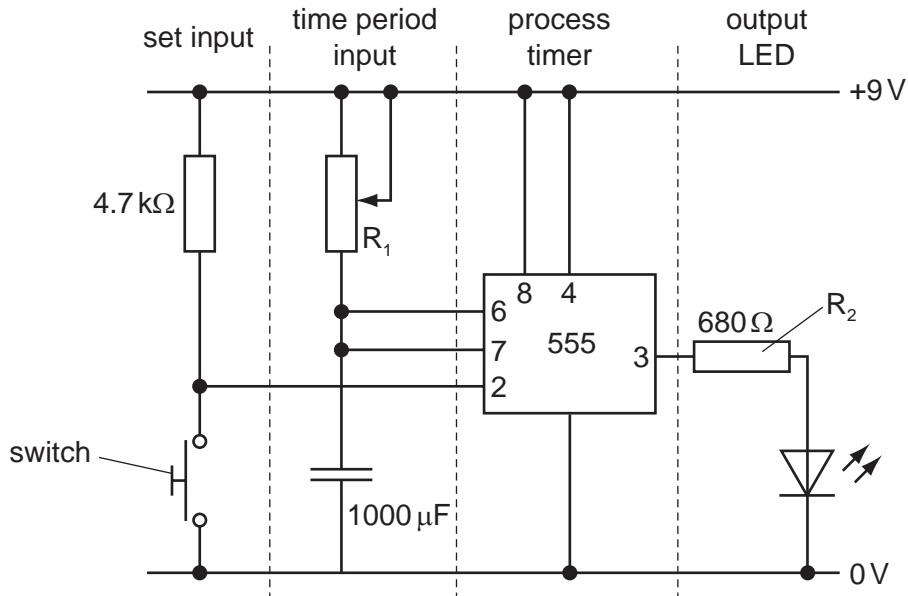 set input
time period
input
process
timer
output
LED
+9 V
4.7 kΩ
R1
8 4
6
7
2
555
3
680 Ω
R2
switch
1000 μF
0 V